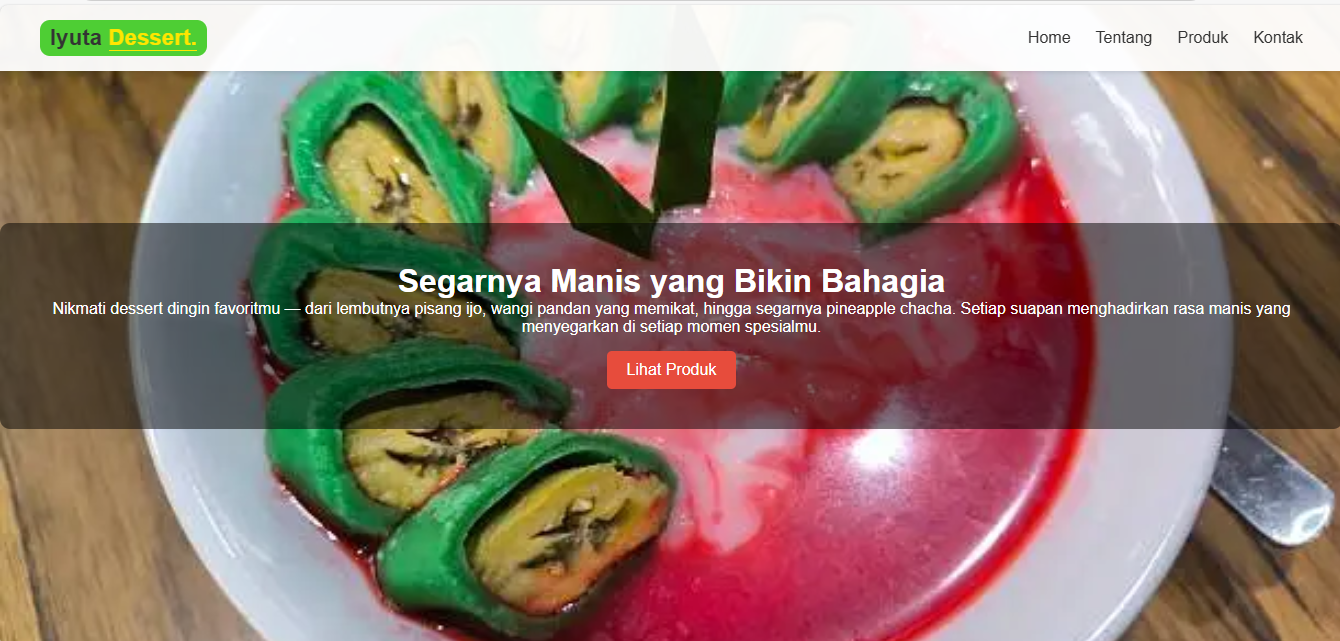 Iyuta Dessert.
Home Tentang Produk Kontak
Segarnya Manis yang Bikin Bahagia
Nikmati dessert dingin favoritmu — dari lembutnya pisang ijo, wangi pandan yang memikat, hingga segarnya pineapple chacha. Setiap suapan menghadirkan rasa manis yang
menyegarkan di setiap momen spesialmu.
Lihat Produk